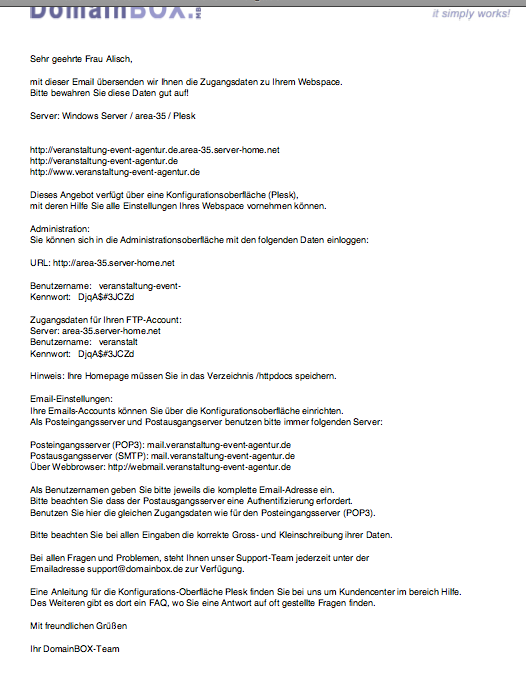 DomainBOX.
it simply works!
Sehr geehrte Frau Alisch,
mit dieser Email übersenden wir Ihnen die Zugangsdaten zu Ihrem Webspace.
Bitte bewahren Sie diese Daten gut auf!
Server: Windows Server / area-35 / Plesk
http://veranstaltung-event-agentur.de.area-35.server-home.net
http://veranstaltung-event-agentur.de
http://www.veranstaltung-event-agentur.de
Dieses Angebot verfügt über eine Konfigurationsoberfläche (Plesk),
mit deren Hilfe Sie alle Einstellungen Ihres Webspace vornehmen können.
Administration:
Sie können sich in die Administrationsoberfläche mit den folgenden Daten einloggen:
URL: http://area-35.server-home.net
Benutzername: veranstaltung-event-
Kennwort: DjqA$#3JCZd
Zugangsdaten für Ihren FTP-Account:
Server: area-35.server-home.net
Benutzername: veranstalt
Kennwort: DjqA$#3JCZd
Hinweis: Ihre Homepage müssen Sie in das Verzeichnis /httpdocs speichern.
Email-Einstellungen:
Ihre Emails-Accounts können Sie über die Konfigurationsoberfläche einrichten.
Als Posteingangsserver und Postausgangserver benutzen bitte immer folgenden Server:
Posteingangsserver (POP3): mail.veranstaltung-event-agentur.de
Postausgangsserver (SMTP): mail.veranstaltung-event-agentur.de
Über Webbrowser: http://webmail.veranstaltung-event-agentur.de
Als Benutzernamen geben Sie bitte jeweils die komplette Email-Adresse ein.
Bitte beachten Sie dass der Postausgangsserver eine Authentifizierung erfordert.
Benutzen Sie hier die gleichen Zugangsdaten wie für den Posteingangsserver (POP3).
Bitte beachten Sie bei allen Eingaben die korrekte Gross- und Kleinschreibung ihrer Daten.
Bei allen Fragen und Problemen, steht Ihnen unser Support-Team jederzeit unter der
Emailadresse support@domainbox.de zur Verfügung.
Eine Anleitung für die Konfigurations-Oberfläche Plesk finden Sie bei uns um Kundencenter im bereich Hilfe.
Des Weiteren gibt es dort ein FAQ, wo Sie eine Antwort auf oft gestellte Fragen finden.
Mit freundlichen Grüßen
Ihr DomainBOX-Team